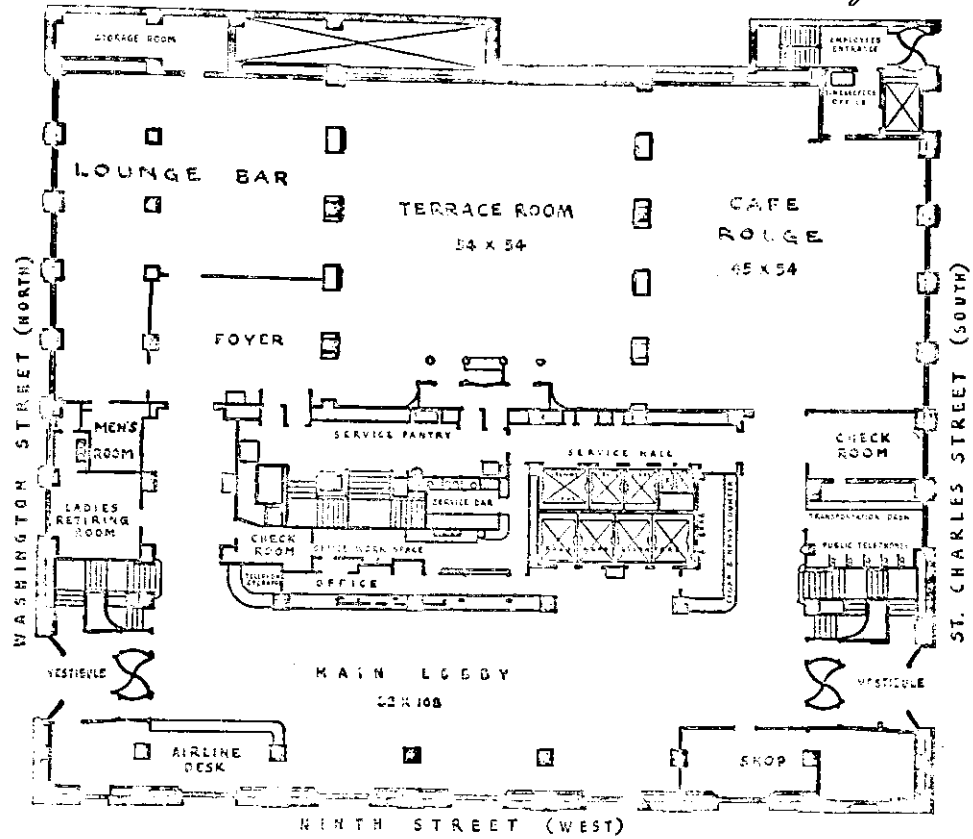 STORAGE ROOM
EMPLOYEES
ENTRANCE
TIMEKEEPERS
OFFICE
LOUNGE BAR
TERRACE ROOM
54 X 54
CAFE
ROUGE
45 X 54
FOYER
WASHINGTON STREET (NORTH)
ST. CHARLES STREET (SOUTH)
MEN'S
ROOM
SERVICE PANTRY
SERVICE HALL
CHECK
ROOM
SERVICE BAR
LADIES
RETIRING
ROOM
CHECK
ROOM
OFFICE WORK SPACE
OFFICE
TRANSPORTATION DESK
PUBLIC TELEPHONES
VESTIBULE
MAIN LOBBY
VESTIBULE
AIRLINE
DESK
SHOP
NINTH STREET (WEST)